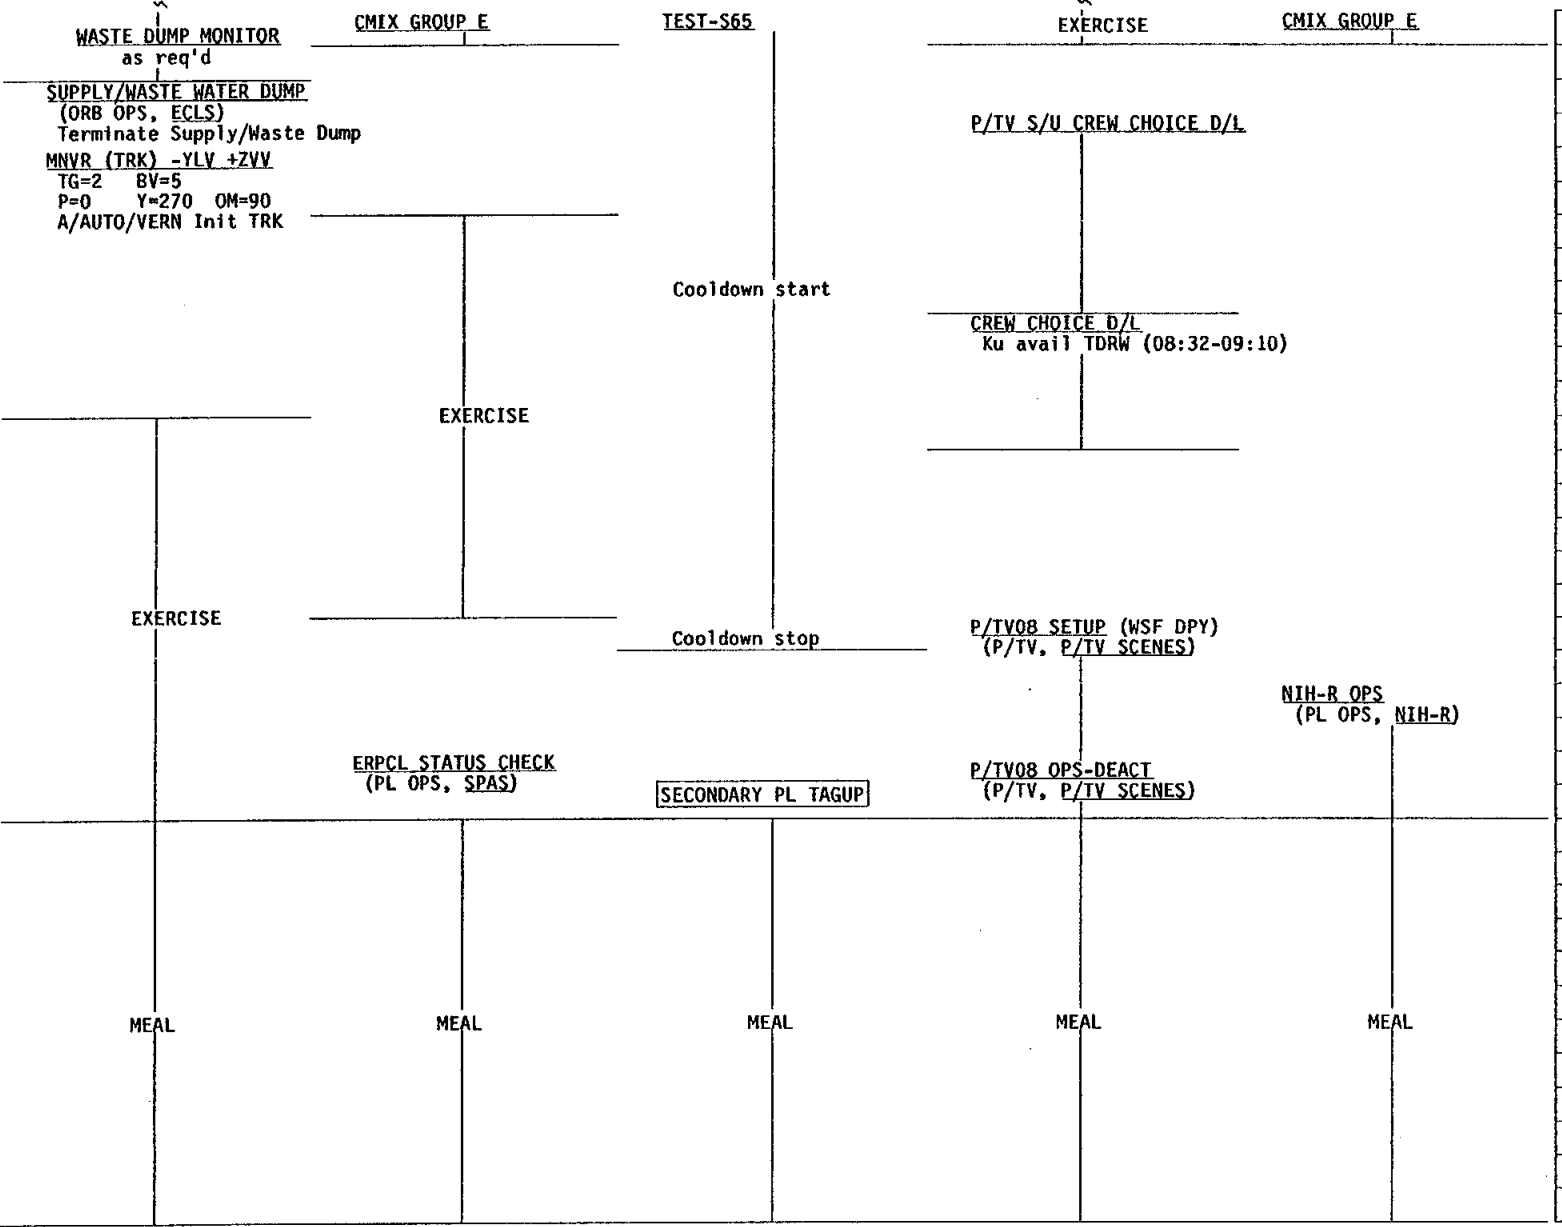 WASTE DUMP MONITOR
as req'd
SUPPLY/WASTE WATER DUMP
(ORB OPS, ECLS)
Terminate Supply/Waste Dump
MNVR (TRK) -YLV +ZVV
TG=2 BV=5
P=0 Y=270 OM=90
A/AUTO/VERN Init TRK
EXERCISE
MEAL
CMIX GROUP E
EXERCISE
ERPCL STATUS CHECK
(PL OPS, SPAS)
MEAL
TEST-S65
Cooldown start
Cooldown stop
SECONDARY PL TAGUP
MEAL
EXERCISE
P/TV S/U CREW CHOICE D/L
CREW CHOICE D/L
Ku avail TDRW (08:32-09:10)
P/TV08 SETUP (WSF DPY)
(P/TV, P/TV SCENES)
P/TV08 OPS-DEACT
(P/TV, P/TV SCENES)
MEAL
CMIX GROUP E
NIH-R OPS
(PL OPS, NIH-R)
MEAL